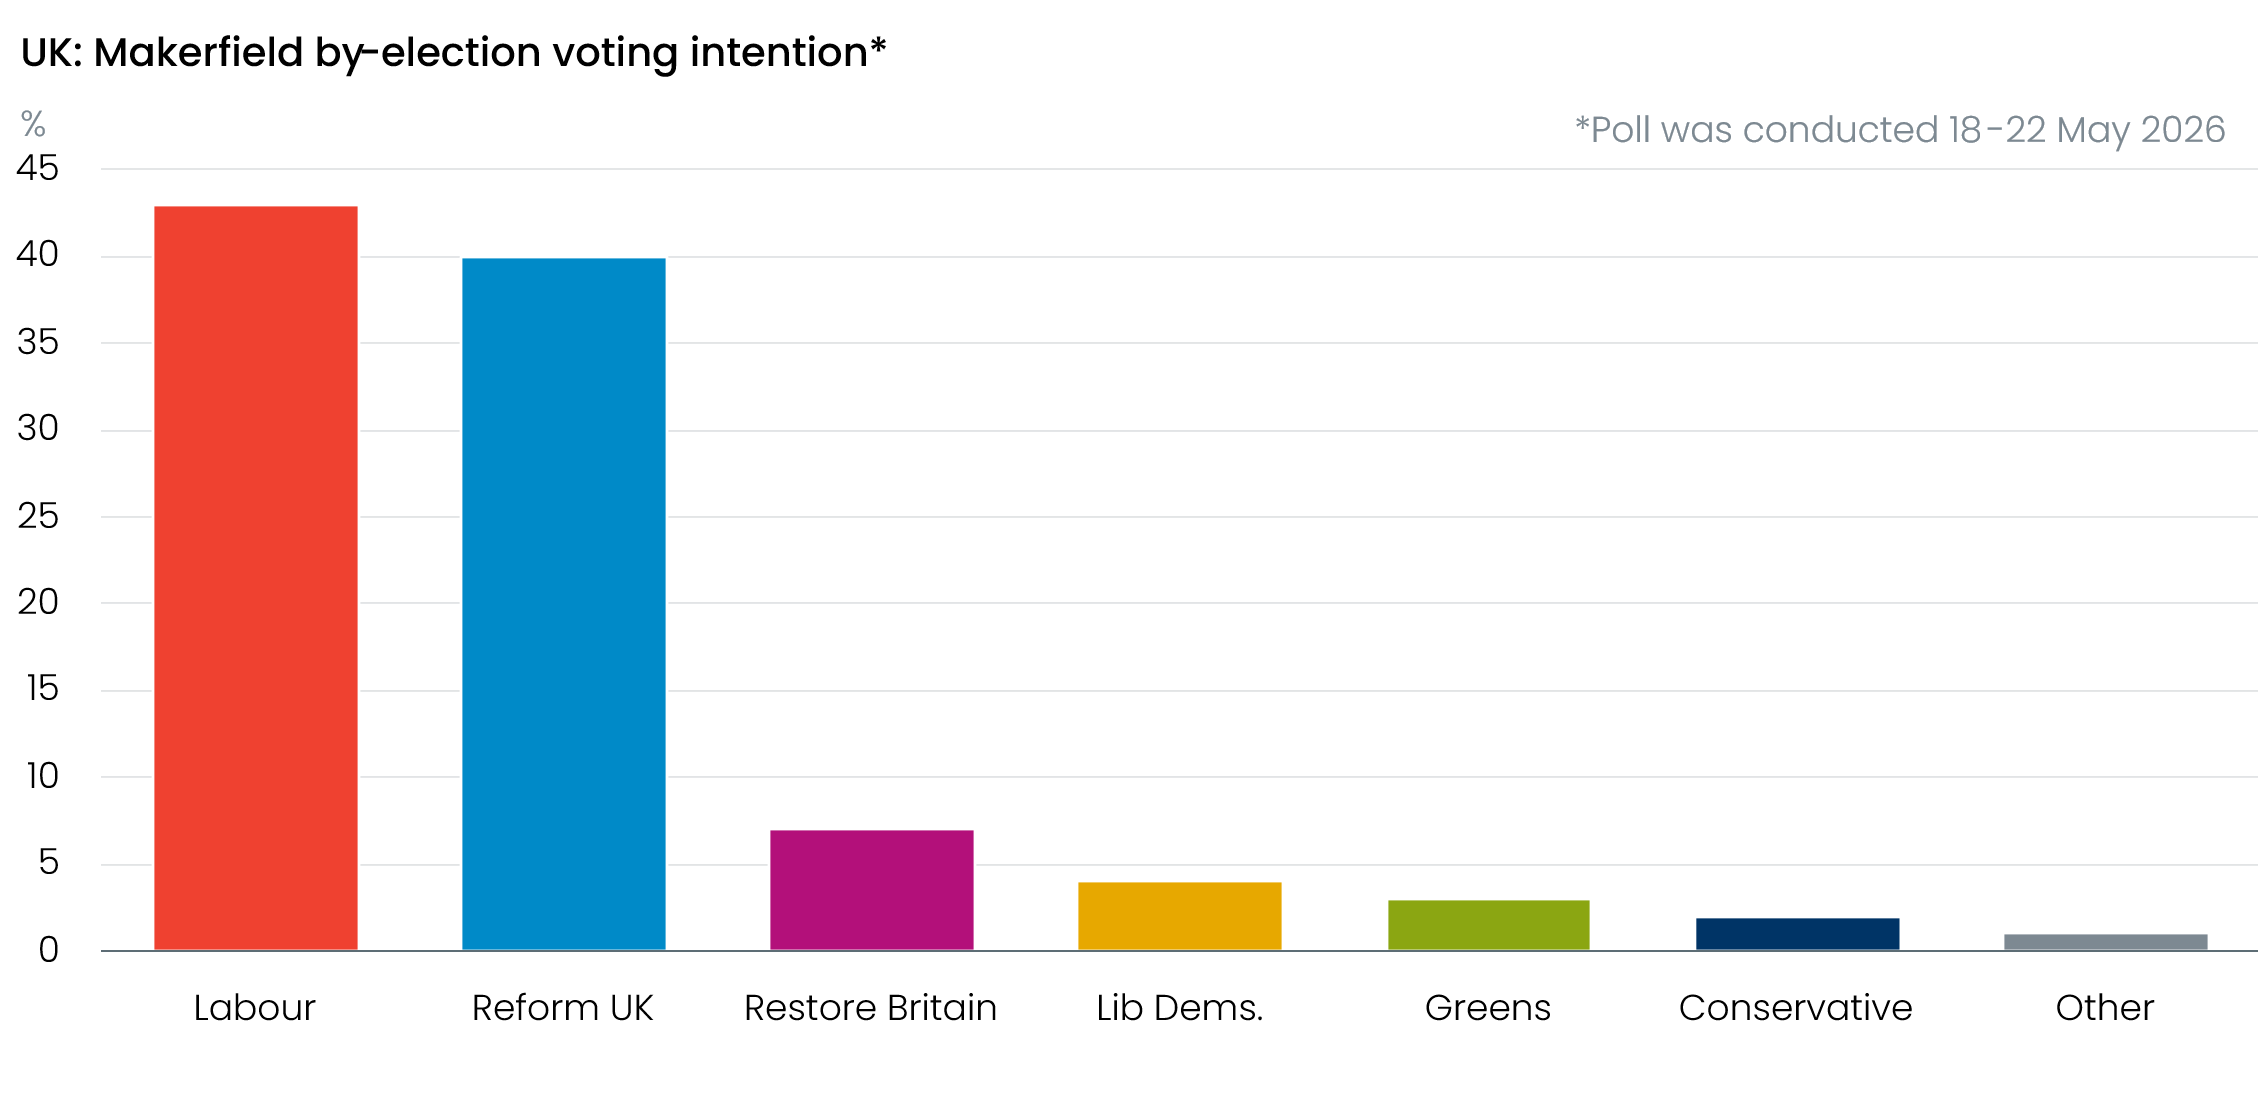 UK: Makerfield by-election voting intention*
%
*Poll was conducted 18-22 May 2026
45
40
35
30
25
20
15
10
5
0
Labour
Reform UK
Restore Britain
Lib Dems.
Greens
Conservative
Other